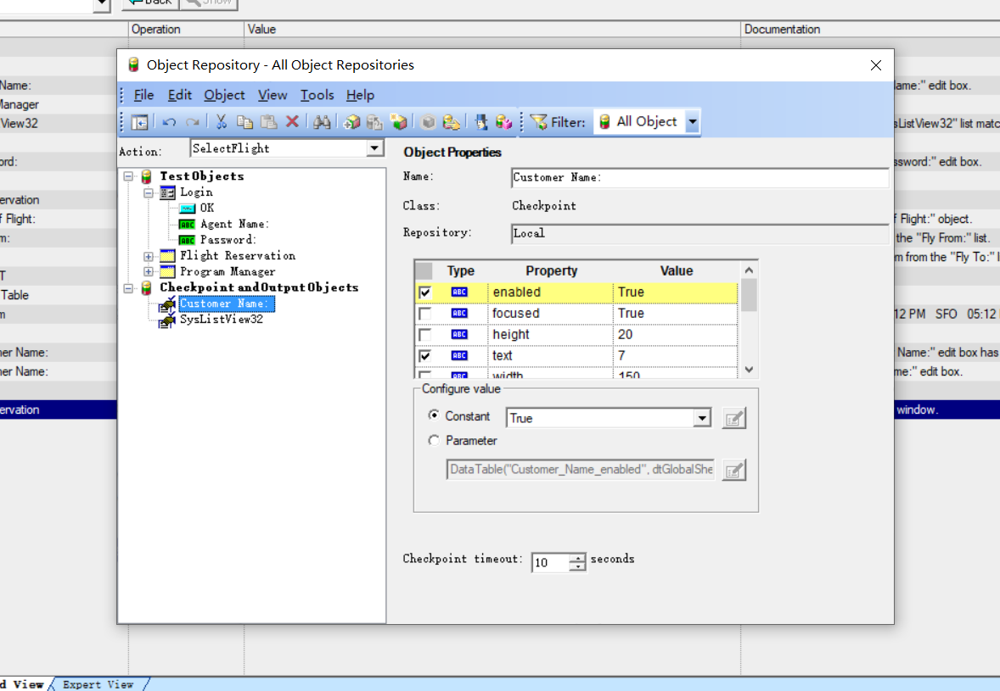 Back Show
Operation Value Documentation
Object Repository - All Object Repositories
File Edit Object View Tools Help
Filter: All Object
Action: SelectFlight
Test Objects
Login
OK
Agent Name:
Password:
Flight Reservation
Program Manager
Checkpoint and Output Objects
Customer Name:
SysListView32
Object Properties
Name: Customer Name:
Class: Checkpoint
Repository: Local
Type Property Value
ABC enabled True
ABC focused True
ABC height 20
ABC text 7
ABC width 150
Configure value
Constant True
Parameter
DataTable("Customer_Name_enabled", dtGlobalShe
Checkpoint timeout: 10 seconds
Name:
Manager
View32
ord:
ervation
f Flight:
m:
T
Table
m
ner Name:
ner Name:
ervation
ame:" edit box.
sListView32" list matc
ssword:" edit box.
f Flight:" object.
the "Fly From:" list.
m from the "Fly To:" l
12 PM SFO 05:12
Name:" edit box has
me:" edit box.
window.
d View Expert View